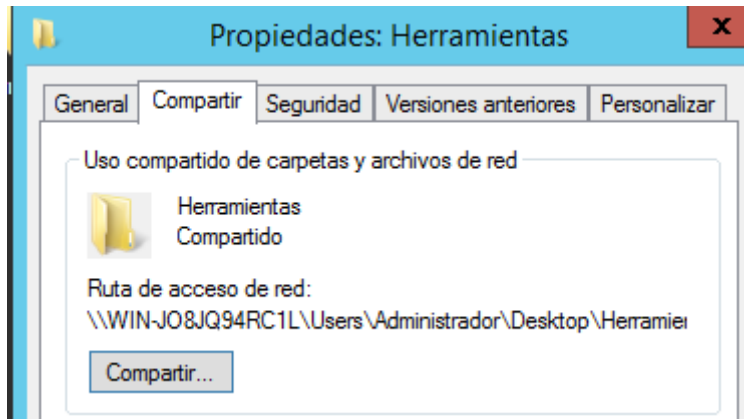 Propiedades: Herramientas
x
General Compartir Seguridad Versiones anteriores Personalizar
Uso compartido de carpetas y archivos de red
Herramientas
Compartido
Ruta de acceso de red:
\\WIN-JO8JQ94RC1L\Users\Administrador\Desktop\Herramier
Compartir...